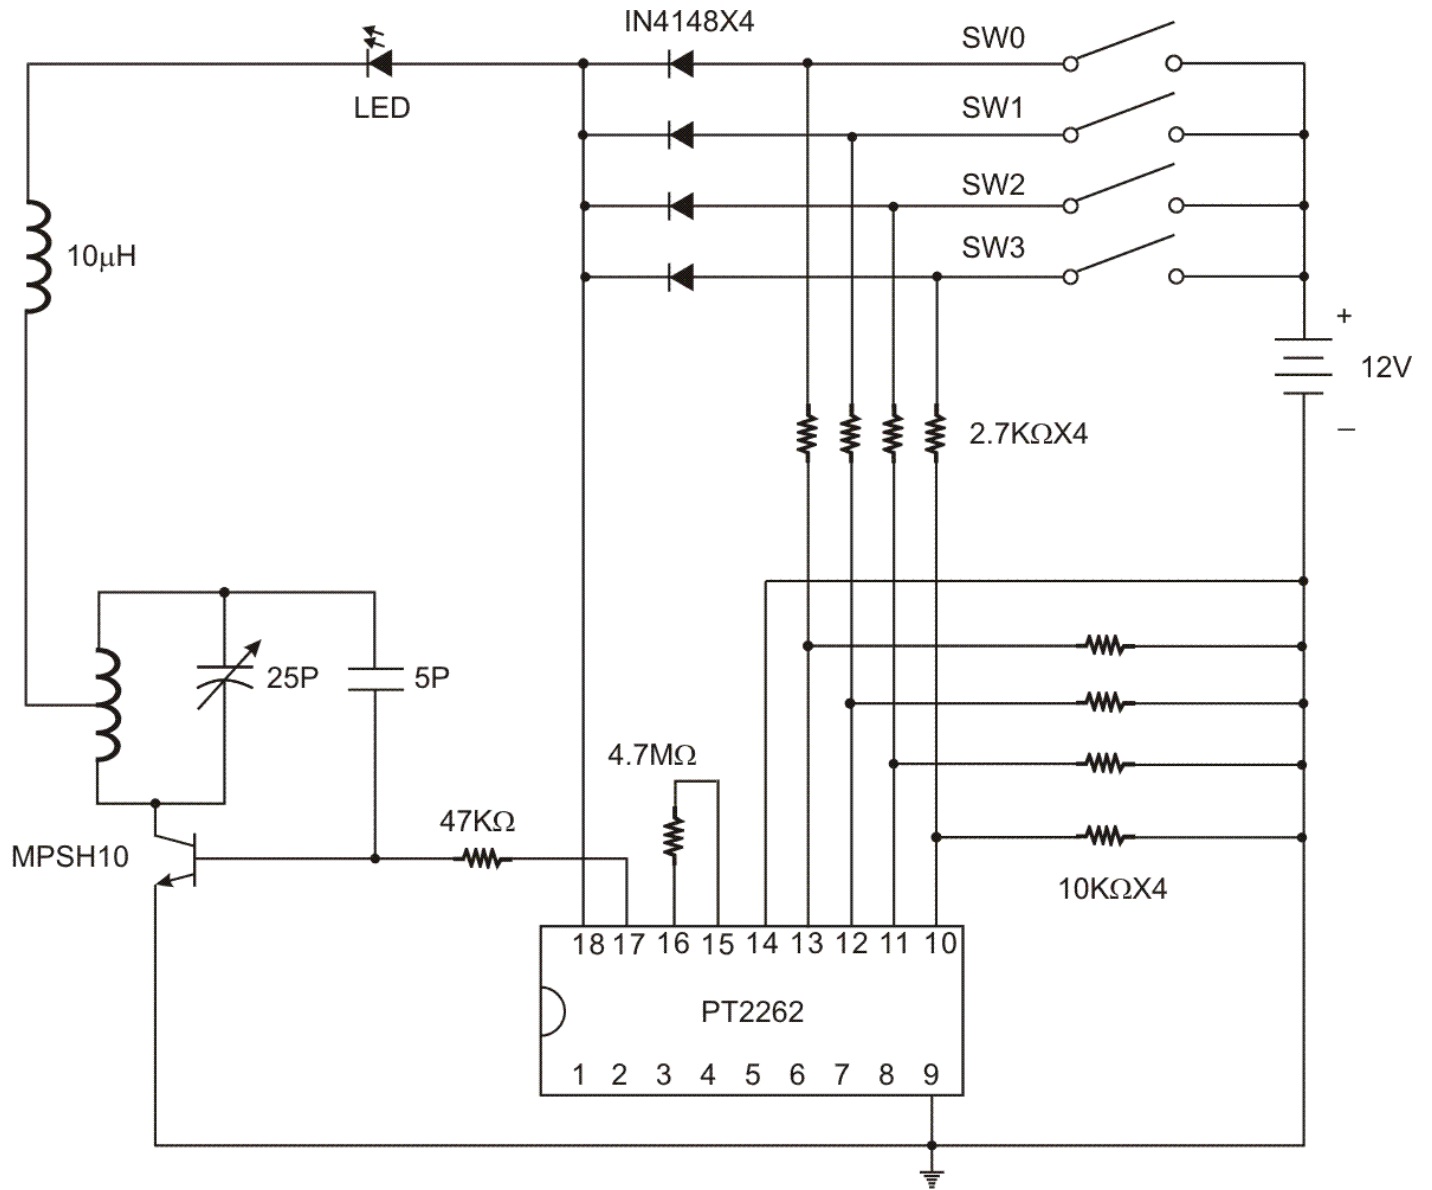 IN4148X4
SW0
LED
SW1
SW2
SW3
10μH
+
12V
2.7KΩX4
–
25P
5P
4.7MΩ
47KΩ
MPSH10
10KΩX4
18 17 16 15 14 13 12 11 10
PT2262
1 2 3 4 5 6 7 8 9